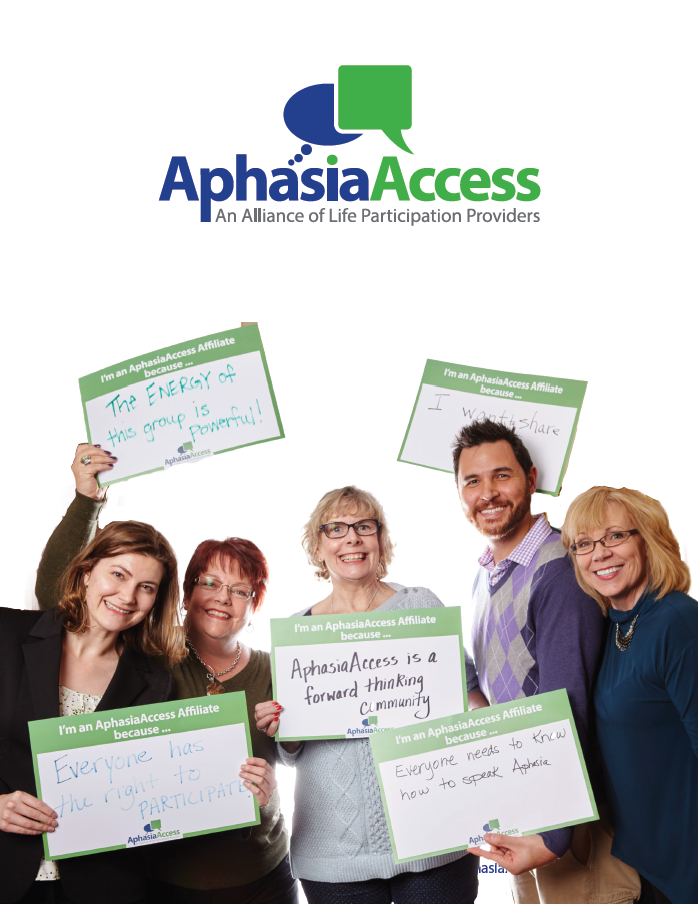 AphasiaAccess
An Alliance of Life Participation Providers
I'm an AphasiaAccess Affiliate
because ...
The ENERGY of
this group is
Powerful!
AphasiaAccess
I'm an AphasiaAccess Affiliate
because ...
I want to share
I'm an AphasiaAccess Affiliate
because ...
AphasiaAccess is a
forward thinking
community
AphasiaAccess
I'm an AphasiaAccess Affiliate
because ...
Everyone has
the right to
PARTICIPATE!
AphasiaAccess
I'm an AphasiaAccess Affiliate
because ...
Everyone needs to know
how to speak Aphasia
AphasiaAccess